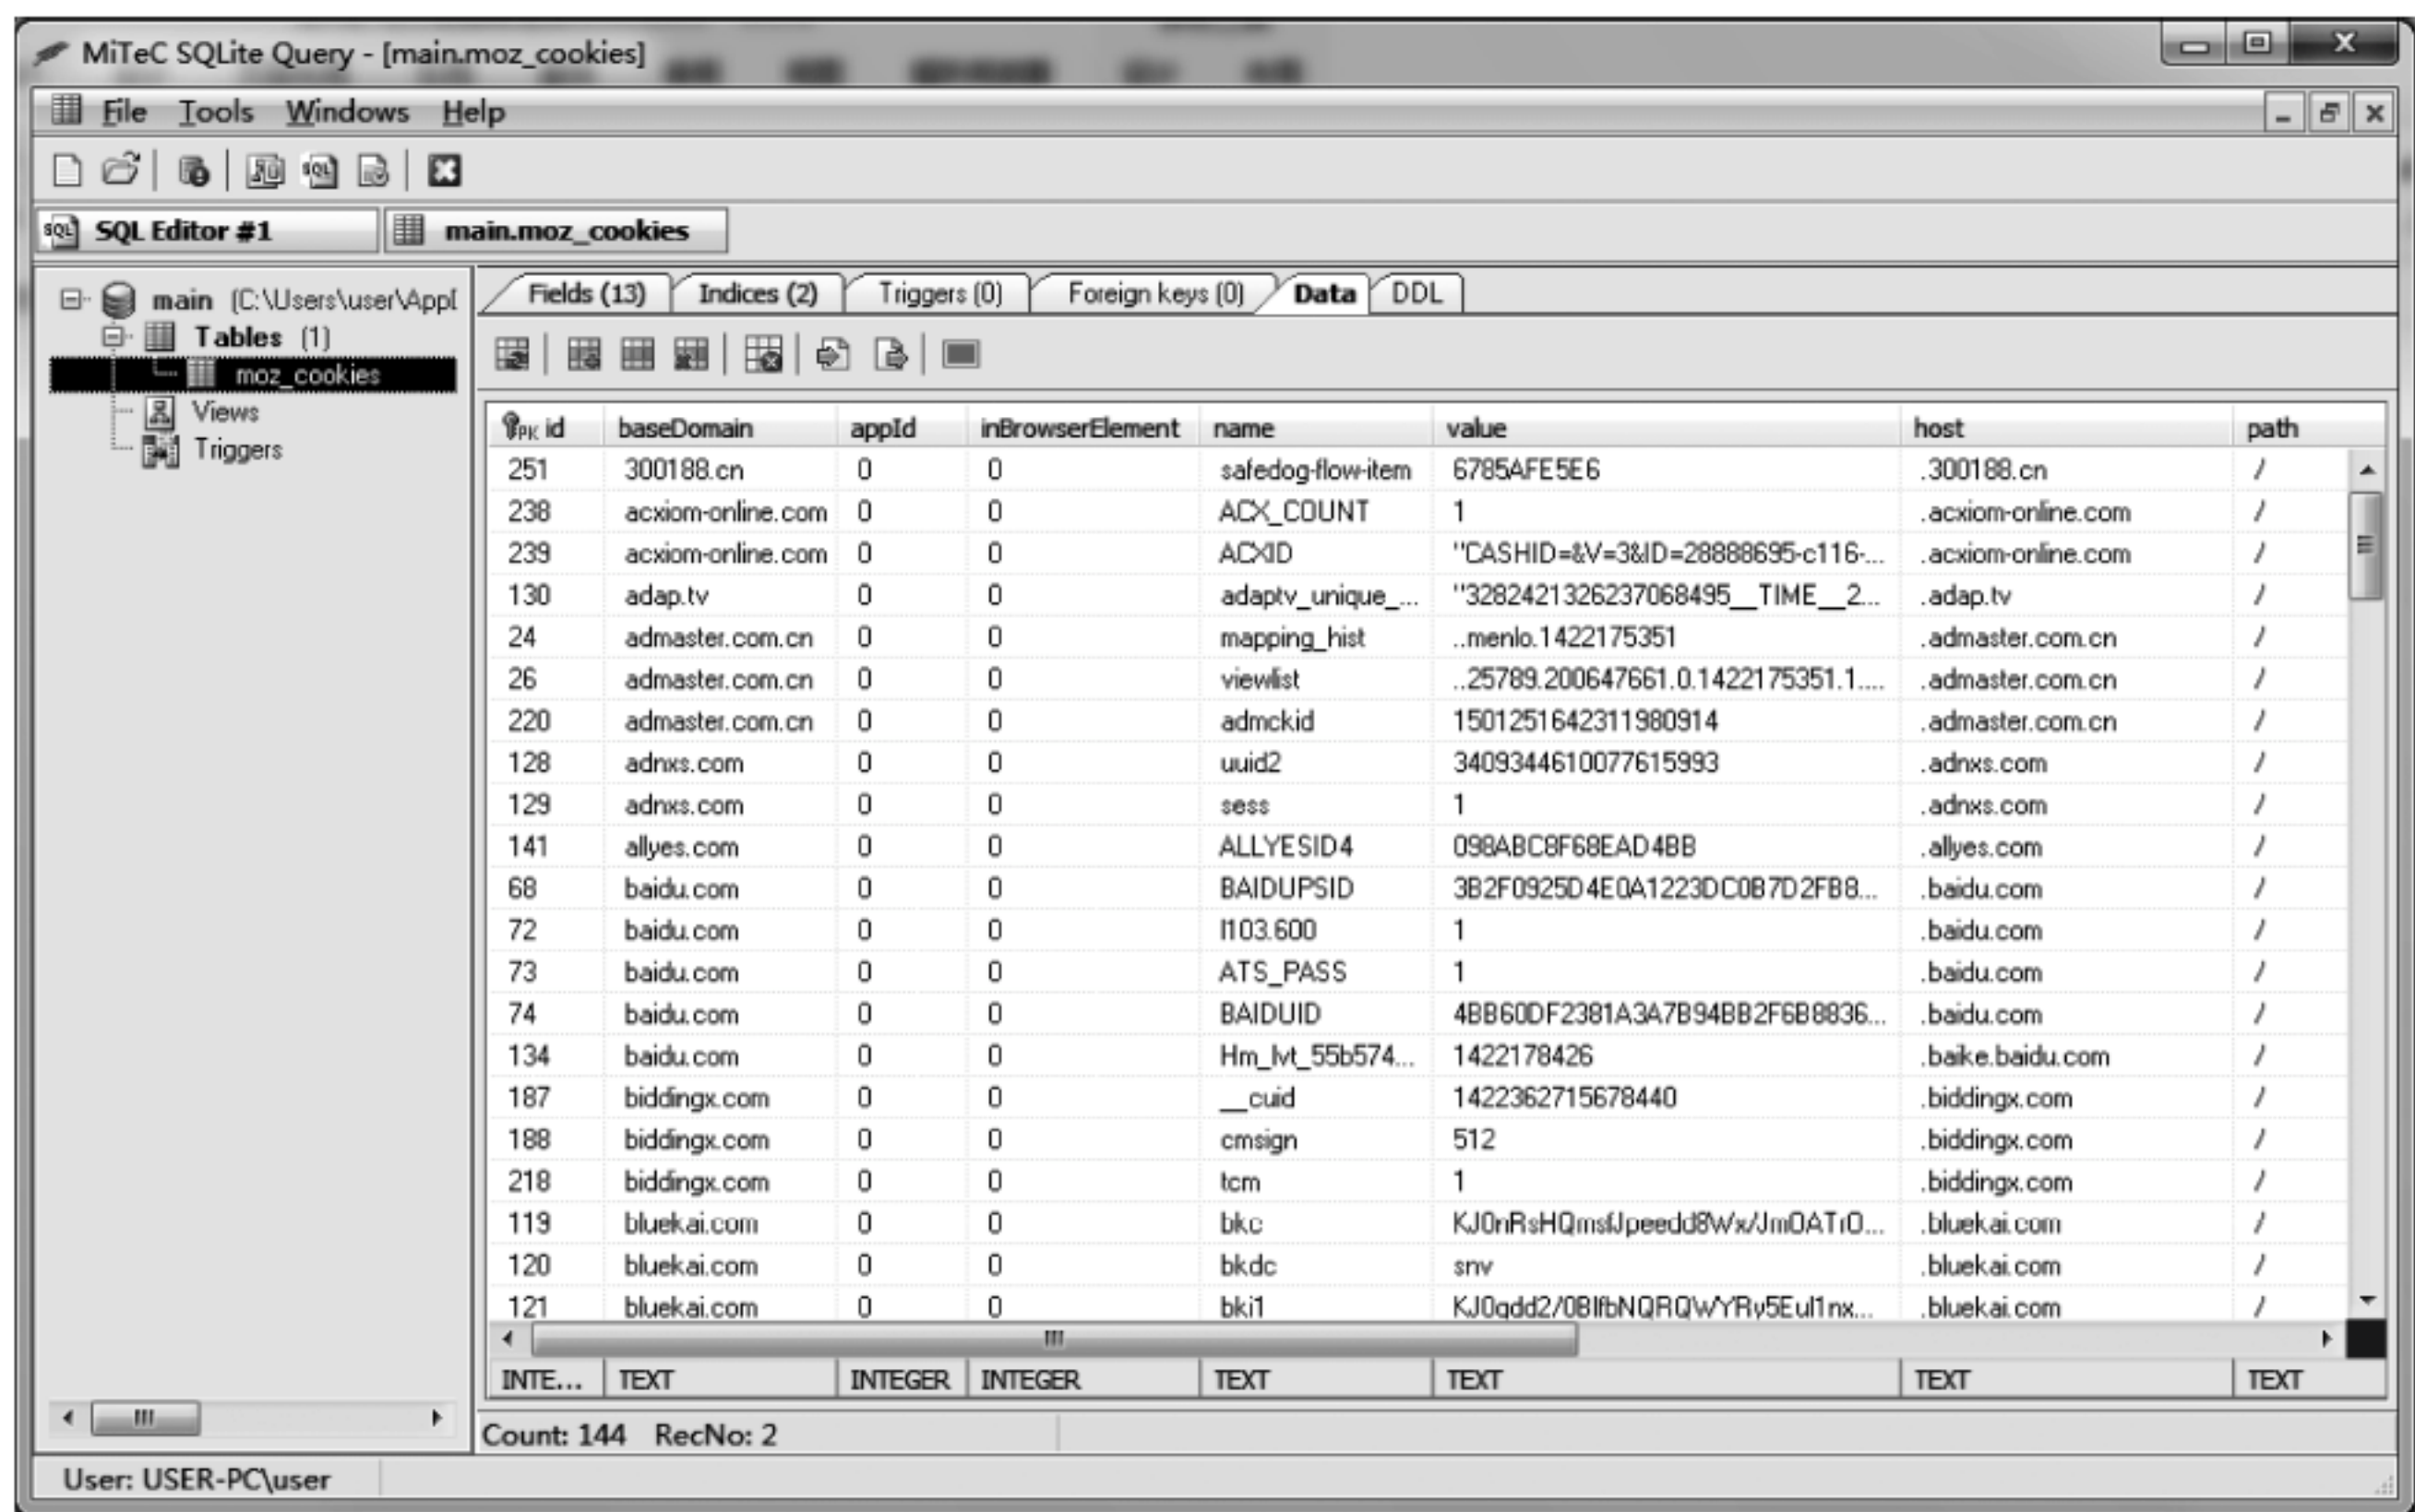 MiTeC SQLite Query - [main.moz_cookies]
File Tools Windows Help
SQL Editor #1 main.moz_cookies
main (C:\Users\user\App
Tables (1)
moz_cookies
Views
Triggers
Fields (13) Indices (2) Triggers (0) Foreign keys (0) Data DDL
PK id baseDomain appId inBrowserElement name value host path
251 300188.cn 0 0 safedog-flow-item 6785AFE5E6 .300188.cn /
238 acxiom-online.com 0 0 ACX_COUNT 1 .acxiom-online.com /
239 acxiom-online.com 0 0 ACXID "CASHID=&V=3&ID=28888695-c116-... .acxiom-online.com /
130 adap.tv 0 0 adaptv_unique_... "3282421326237068495__TIME__2... .adap.tv /
24 admaster.com.cn 0 0 mapping_hist ..menlo.1422175351 .admaster.com.cn /
26 admaster.com.cn 0 0 viewlist ..25789.200647661.0.1422175351.1.... .admaster.com.cn /
220 admaster.com.cn 0 0 admckid 1501251642311980914 .admaster.com.cn /
128 adnxs.com 0 0 uuid2 3409344610077615993 .adnxs.com /
129 adnxs.com 0 0 sess 1 .adnxs.com /
141 allyes.com 0 0 ALLYESID4 098ABC8F68EAD4BB .allyes.com /
68 baidu.com 0 0 BAIDUPSID 3B2F0925D4E0A1223DC0B7D2FB8... .baidu.com /
72 baidu.com 0 0 l103.600 1 .baidu.com /
73 baidu.com 0 0 ATS_PASS 1 .baidu.com /
74 baidu.com 0 0 BAIDUID 4BB60DF2381A3A7B94BB2F6B8836... .baidu.com /
134 baidu.com 0 0 Hm_lvt_55b574... 1422178426 .baike.baidu.com /
187 biddingx.com 0 0 __cuid 1422362715678440 .biddingx.com /
188 biddingx.com 0 0 cmsign 512 .biddingx.com /
218 biddingx.com 0 0 tcm 1 .biddingx.com /
119 bluekai.com 0 0 bkc KJ0nRsHQmsfJpeedd8Wx/JmOATrO... .bluekai.com /
120 bluekai.com 0 0 bkdc snv .bluekai.com /
121 bluekai.com 0 0 bki1 .bluekai.com /
INTE... TEXT INTEGER INTEGER TEXT TEXT TEXT TEXT
Count: 144 RecNo: 2
User: USER-PC\user